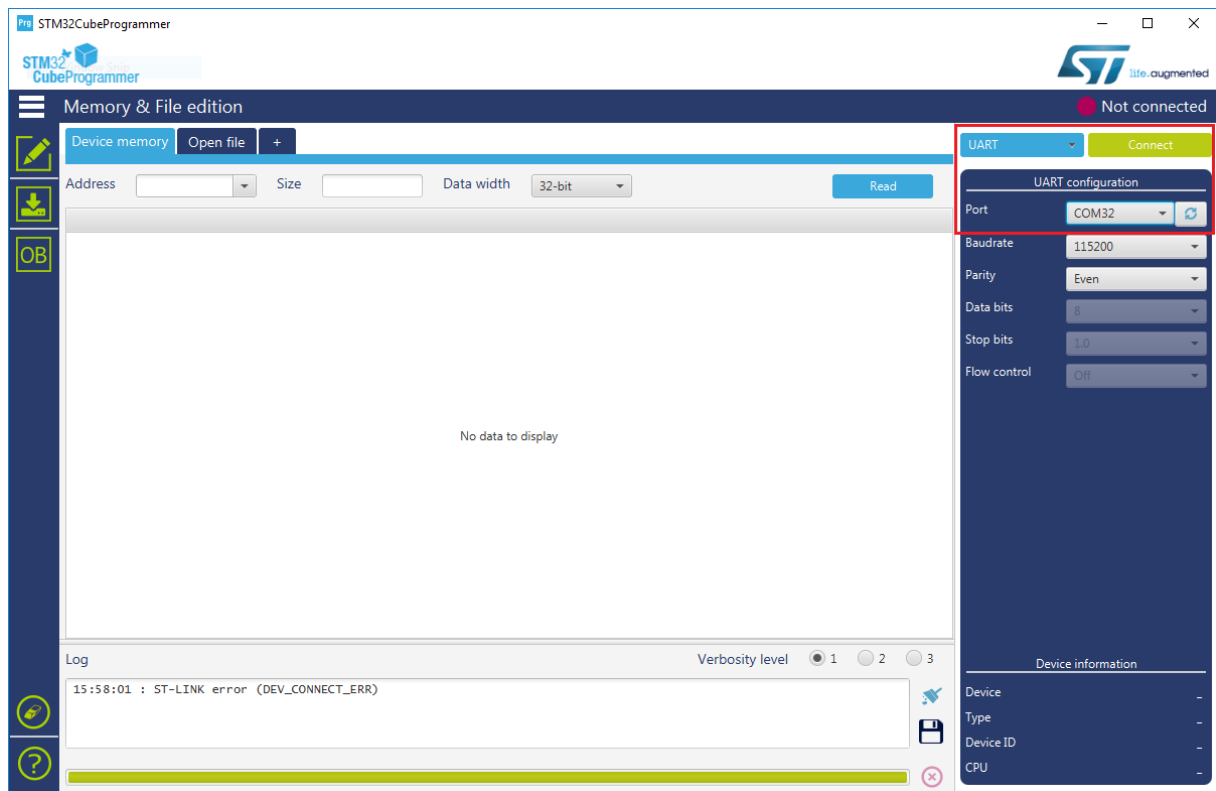 Prg STM32CubeProgrammer
STM32
CubeProgrammer
ST life.augmented
Memory & File edition
Not connected
Device memory Open file +
UART Connect
Address Size Data width 32-bit Read
UART configuration
Port COM32
Baudrate 115200
Parity Even
Data bits 8
Stop bits 1.0
Flow control Off
OB
No data to display
Log Verbosity level 1 2 3
15:58:01 : ST-LINK error (DEV_CONNECT_ERR)
Device information
Device -
Type -
Device ID -
CPU -
?